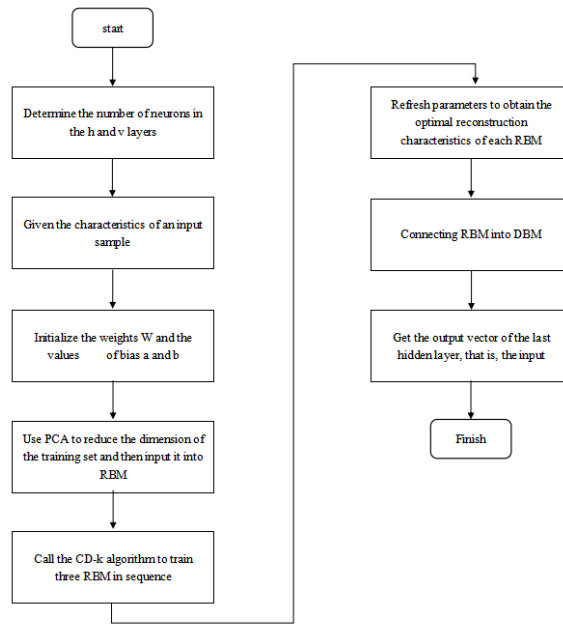 start
Determine the number of neurons in
the h and v layers
Given the characteristics of an input
sample
Initialize the weights W and the
values of bias a and b
Use PCA to reduce the dimension of
the training set and then input it into
RBM
Call the CD-k algorithm to train
three RBM in sequence
Refresh parameters to obtain the
optimal reconstruction
characteristics of each RBM
Connecting RBM into DBM
Get the output vector of the last
hidden layer, that is, the input
Finish